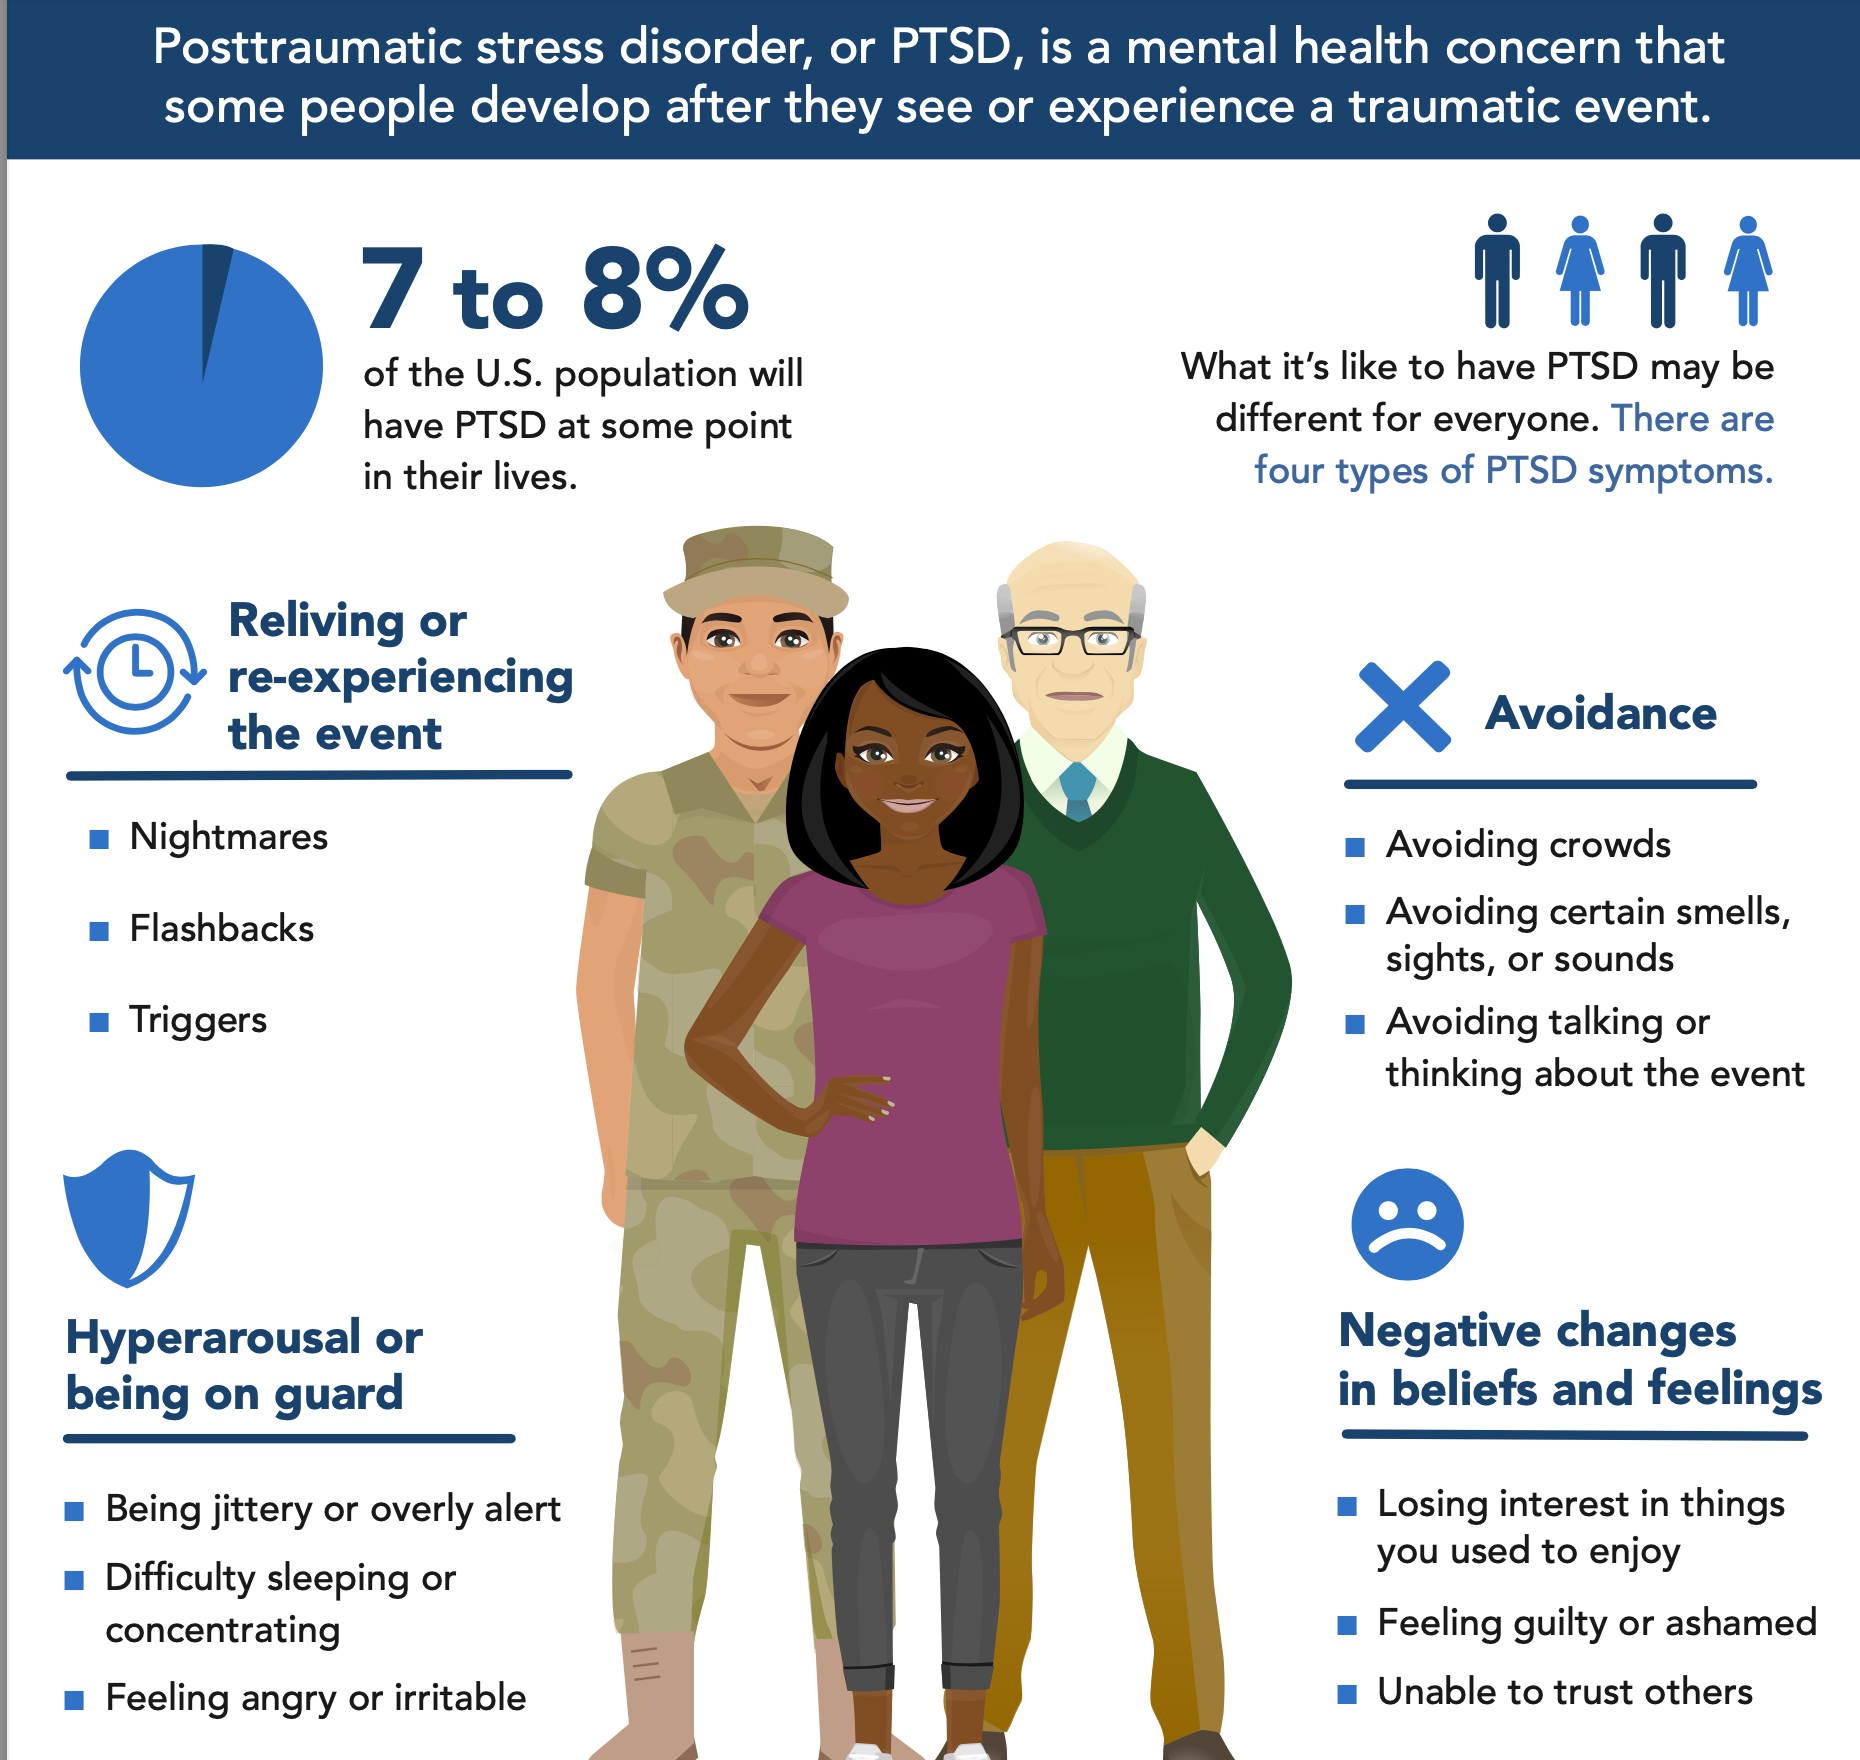 Posttraumatic stress disorder, or PTSD, is a mental health concern that
some people develop after they see or experience a traumatic event.
7 to 8%
of the U.S. population will
have PTSD at some point
in their lives.
What it’s like to have PTSD may be
different for everyone. There are
four types of PTSD symptoms.
Reliving or
re-experiencing
the event
Nightmares
Flashbacks
Triggers
Avoidance
Avoiding crowds
Avoiding certain smells,
sights, or sounds
Avoiding talking or
thinking about the event
Hyperarousal or
being on guard
Being jittery or overly alert
Difficulty sleeping or
concentrating
Feeling angry or irritable
Negative changes
in beliefs and feelings
Losing interest in things
you used to enjoy
Feeling guilty or ashamed
Unable to trust others